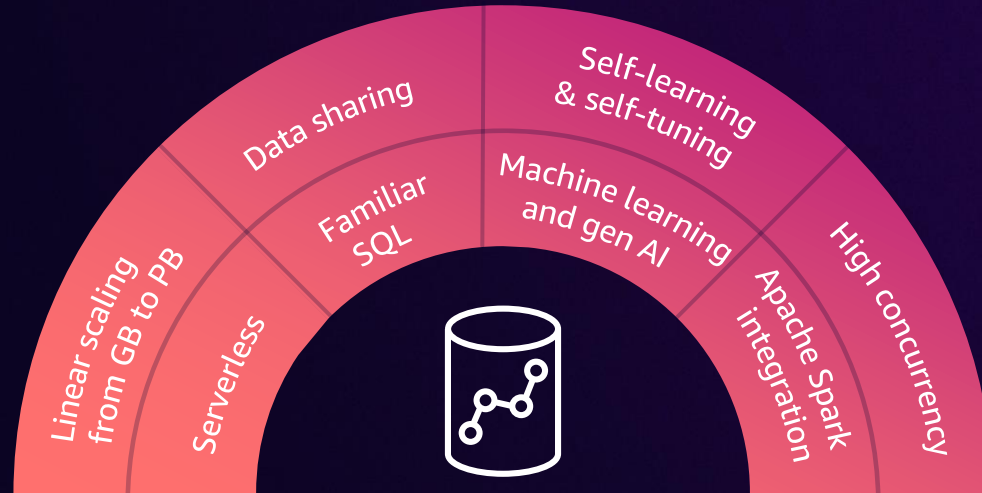 Linear scaling
from GB to PB
Data sharing
Self-learning
& self-tuning
High concurrency
Serverless
Familiar
SQL
Machine learning
and gen AI
Apache Spark
integration